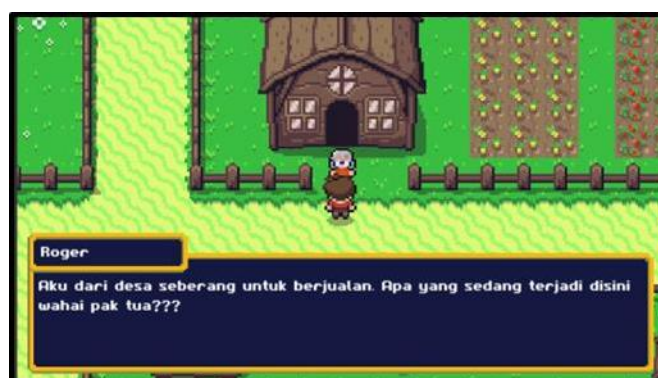 Roger
Aku dari desa seberang untuk berjualan. Apa yang sedang terjadi disini
wahai pak tua???